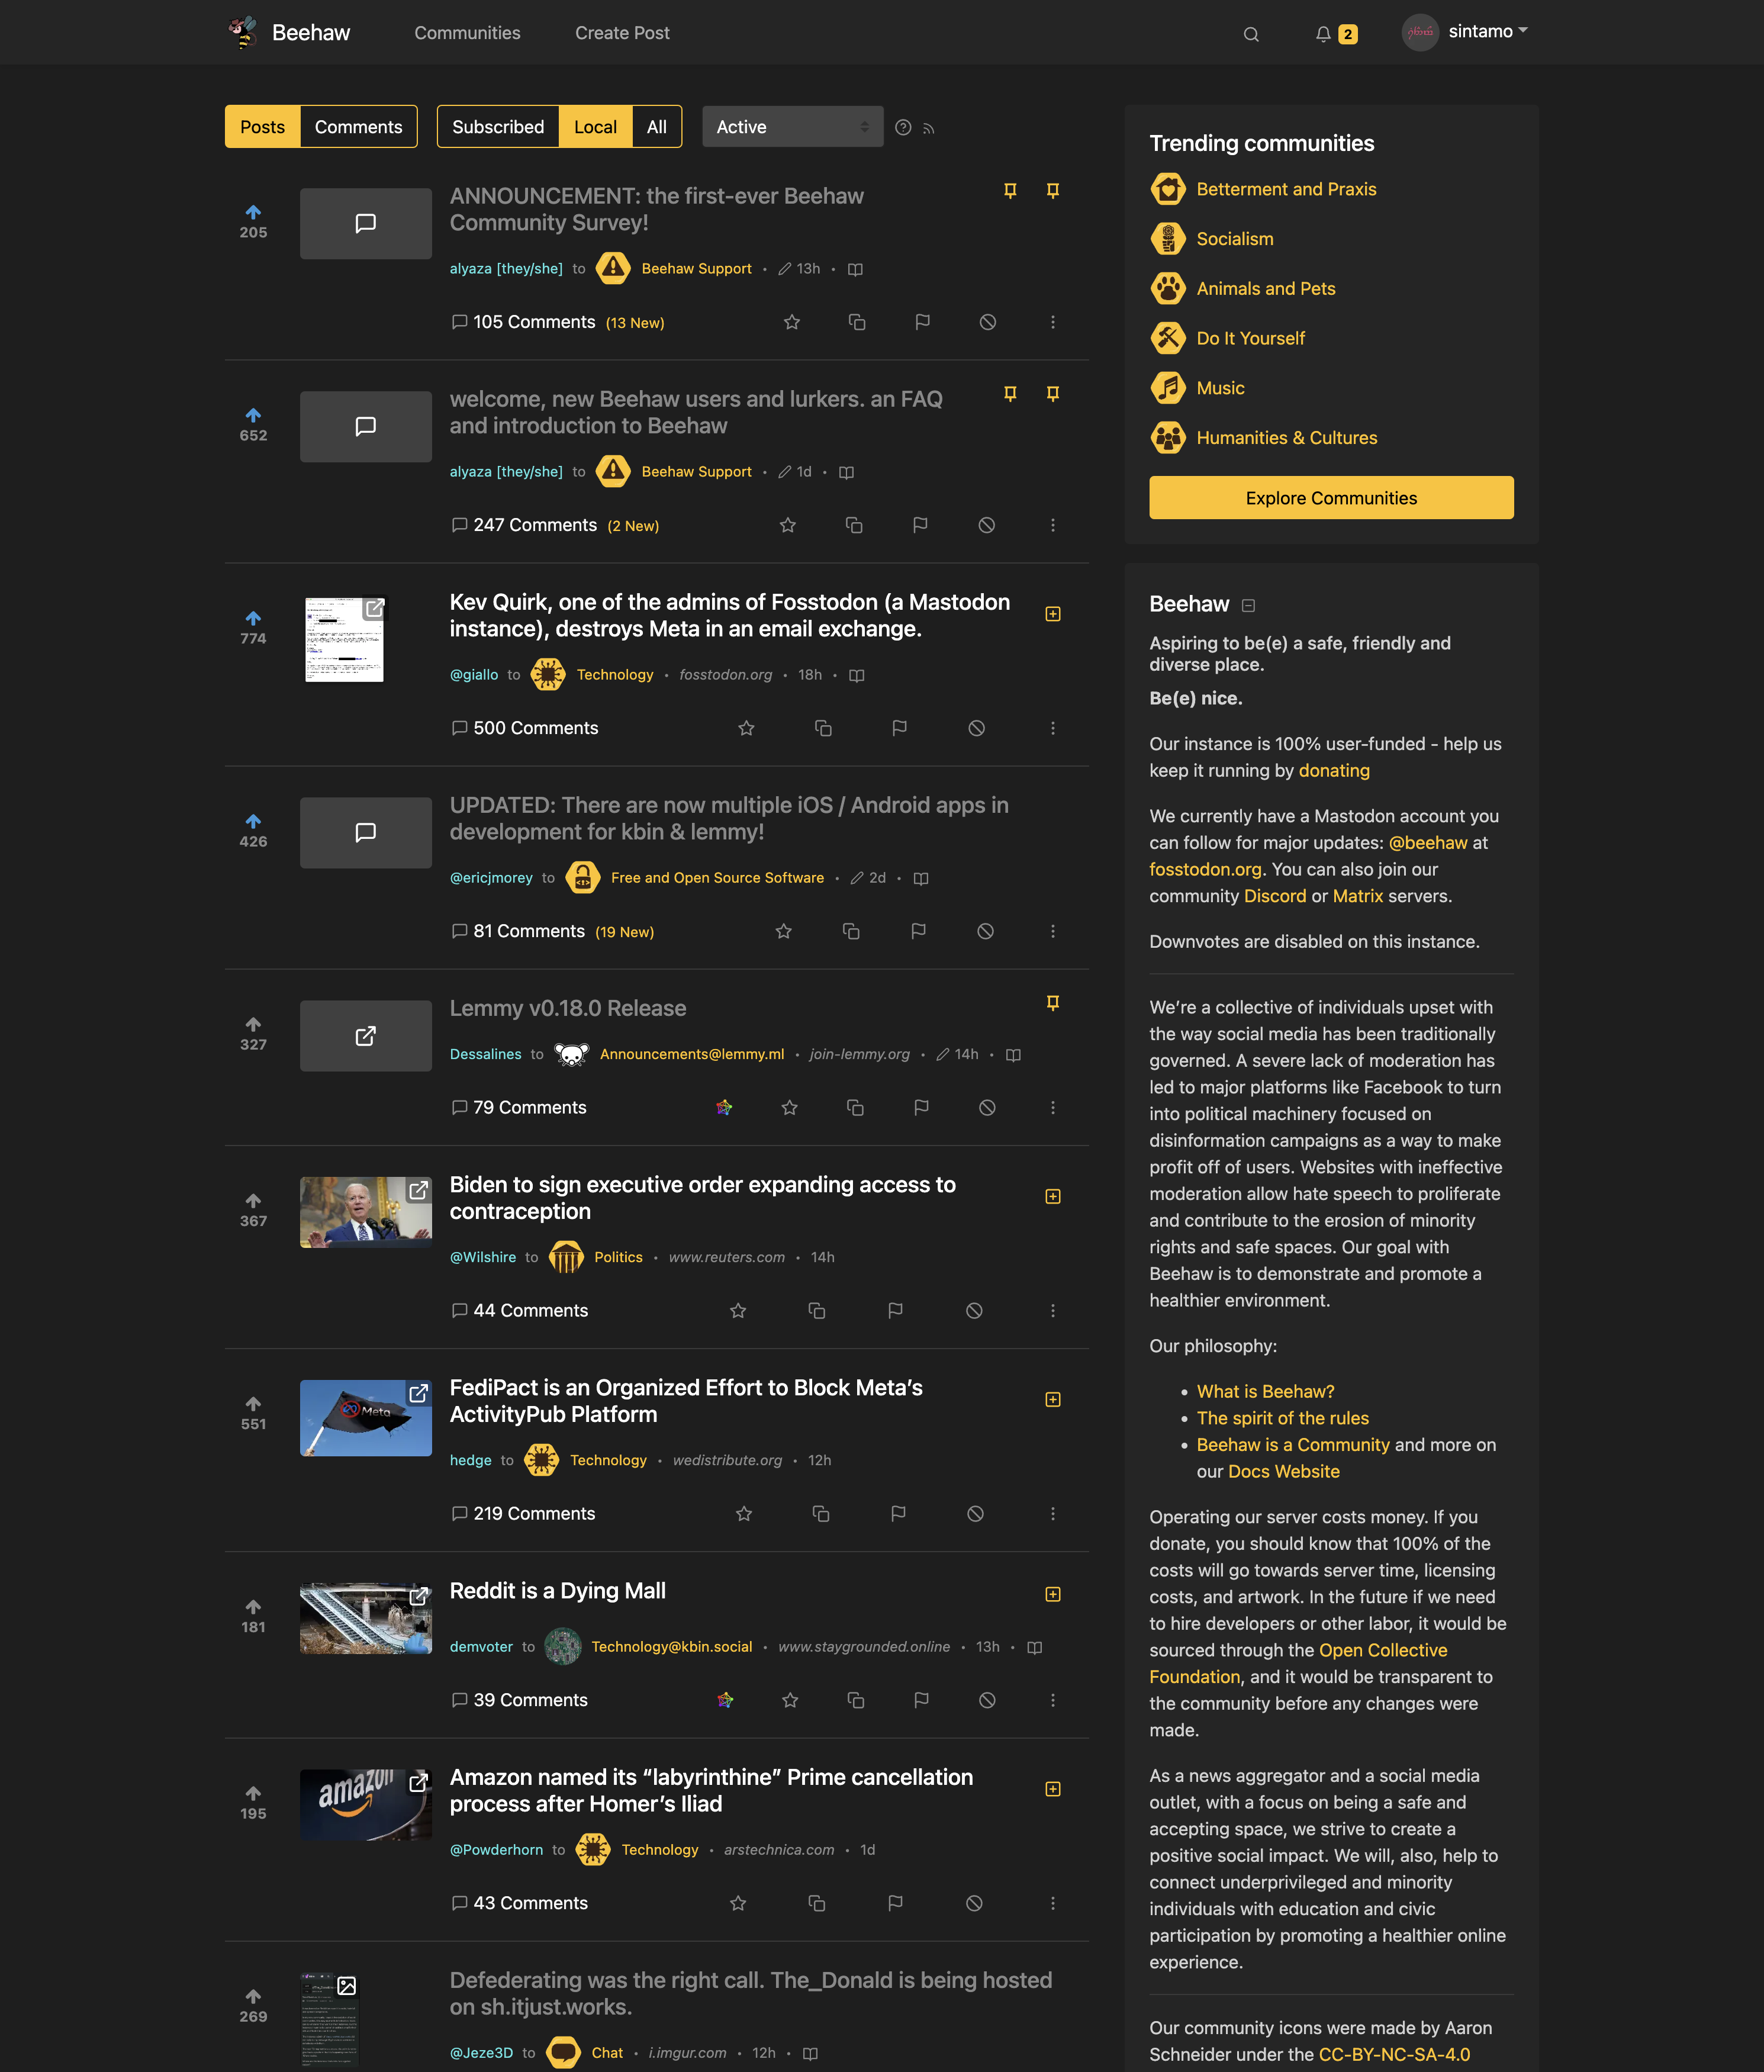 Beehaw
Communities
Create Post
2
sintamo
Posts
Comments
Subscribed
Local
All
Active
205
ANNOUNCEMENT: the first-ever Beehaw
Community Survey!
alyaza [they/she] to Beehaw Support • 13h •
105 Comments (13 New)
652
welcome, new Beehaw users and lurkers. an FAQ
and introduction to Beehaw
alyaza [they/she] to Beehaw Support • 1d •
247 Comments (2 New)
774
Kev Quirk, one of the admins of Fosstodon (a Mastodon
instance), destroys Meta in an email exchange.
@giallo to Technology • fosstodon.org • 18h •
500 Comments
426
UPDATED: There are now multiple iOS / Android apps in
development for kbin & lemmy!
@ericjmorey to Free and Open Source Software • 2d •
81 Comments (19 New)
327
Lemmy v0.18.0 Release
Dessalines to Announcements@lemmy.ml • join-lemmy.org • 14h •
79 Comments
367
Biden to sign executive order expanding access to
contraception
@Wilshire to Politics • www.reuters.com • 14h
44 Comments
551
Meta
FediPact is an Organized Effort to Block Meta’s
ActivityPub Platform
hedge to Technology • wedistribute.org • 12h
219 Comments
181
Reddit is a Dying Mall
demvoter to Technology@kbin.social • www.staygrounded.online • 13h •
39 Comments
195
amazon
Amazon named its “labyrinthine” Prime cancellation
process after Homer’s Iliad
@Powderhorn to Technology • arstechnica.com • 1d
43 Comments
269
Defederating was the right call. The_Donald is being hosted
on sh.itjust.works.
@Jeze3D to Chat • i.imgur.com • 12h •
Trending communities
Betterment and Praxis
Socialism
Animals and Pets
Do It Yourself
Music
Humanities & Cultures
Explore Communities
Beehaw
Aspiring to be(e) a safe, friendly and
diverse place.
Be(e) nice.
Our instance is 100% user-funded - help us
keep it running by donating
We currently have a Mastodon account you
can follow for major updates: @beehaw at
fosstodon.org. You can also join our
community Discord or Matrix servers.
Downvotes are disabled on this instance.
We’re a collective of individuals upset with
the way social media has been traditionally
governed. A severe lack of moderation has
led to major platforms like Facebook to turn
into political machinery focused on
disinformation campaigns as a way to make
profit off of users. Websites with ineffective
moderation allow hate speech to proliferate
and contribute to the erosion of minority
rights and safe spaces. Our goal with
Beehaw is to demonstrate and promote a
healthier environment.
Our philosophy:
• What is Beehaw?
• The spirit of the rules
• Beehaw is a Community and more on
our Docs Website
Operating our server costs money. If you
donate, you should know that 100% of the
costs will go towards server time, licensing
costs, and artwork. In the future if we need
to hire developers or other labor, it would be
sourced through the Open Collective
Foundation, and it would be transparent to
the community before any changes were
made.
As a news aggregator and a social media
outlet, with a focus on being a safe and
accepting space, we strive to create a
positive social impact. We will, also, help to
connect underprivileged and minority
individuals with education and civic
participation by promoting a healthier online
experience.
Our community icons were made by Aaron
Schneider under the CC-BY-NC-SA-4.0